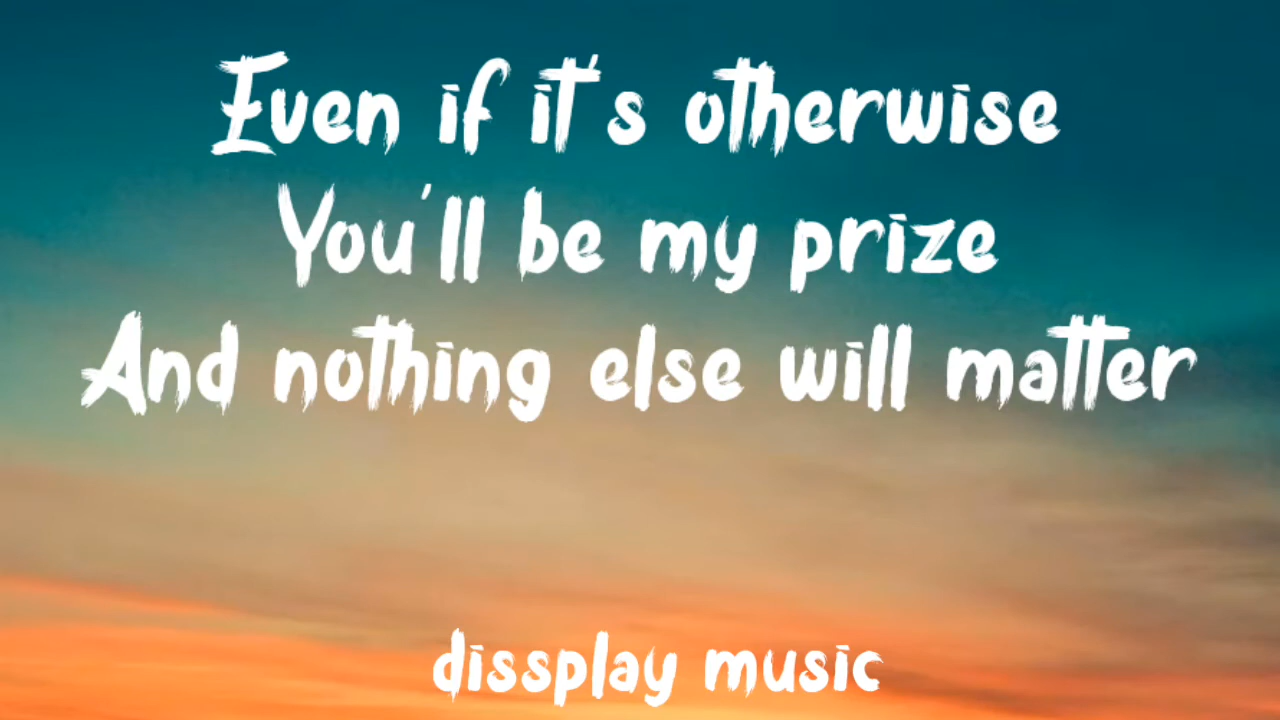 Even if it's otherwise
You'll be my prize
And nothing else will matter
dissplay music